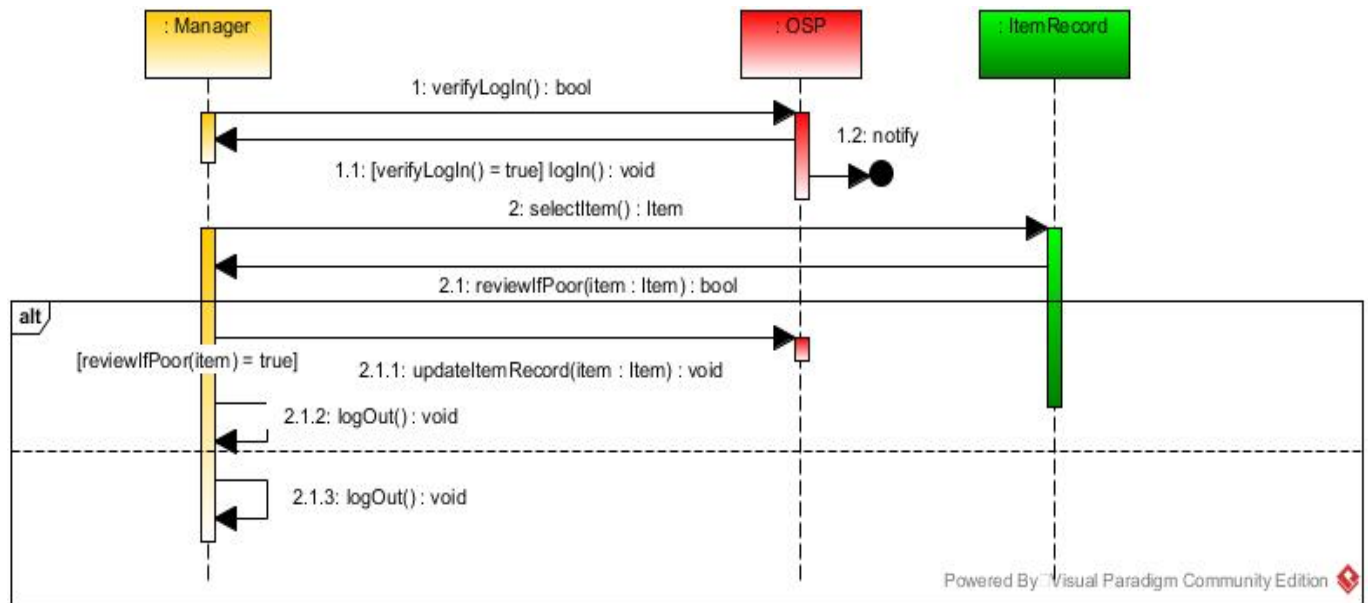 : Manager
: OSP
: ItemRecord
1: verifyLogIn() : bool
1.2: notify
1.1: [verifyLogIn() = true] logIn() : void
2: selectItem() : Item
2.1: reviewIfPoor(item : Item) : bool
alt
[reviewIfPoor(item) = true]
2.1.1: updateItemRecord(item : Item) : void
2.1.2: logOut() : void
2.1.3: logOut() : void
Powered By Visual Paradigm Community Edition